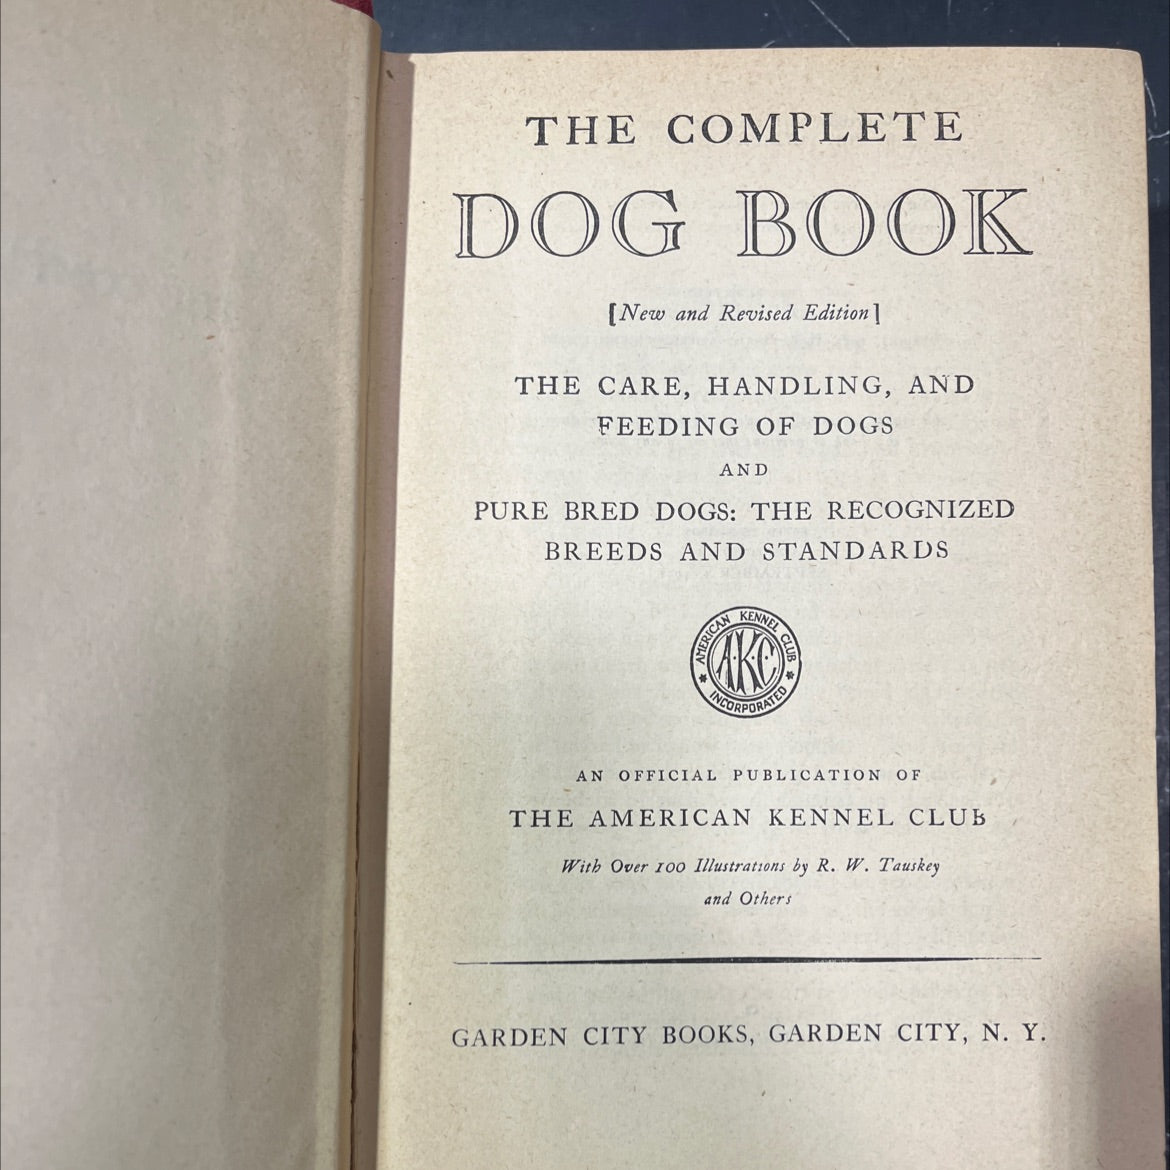 THE COMPLETE
DOG BOOK
[New and Revised Edition]
THE CARE, HANDLING, AND
FEEDING OF DOGS
AND
PURE BRED DOGS: THE RECOGNIZED
BREEDS AND STANDARDS
AMERICAN KENNEL CLUB
A·K·C
INCORPORATED
AN OFFICIAL PUBLICATION OF
THE AMERICAN KENNEL CLUB
With Over 100 Illustrations by R. W. Tauskey
and Others
GARDEN CITY BOOKS, GARDEN CITY, N. Y.